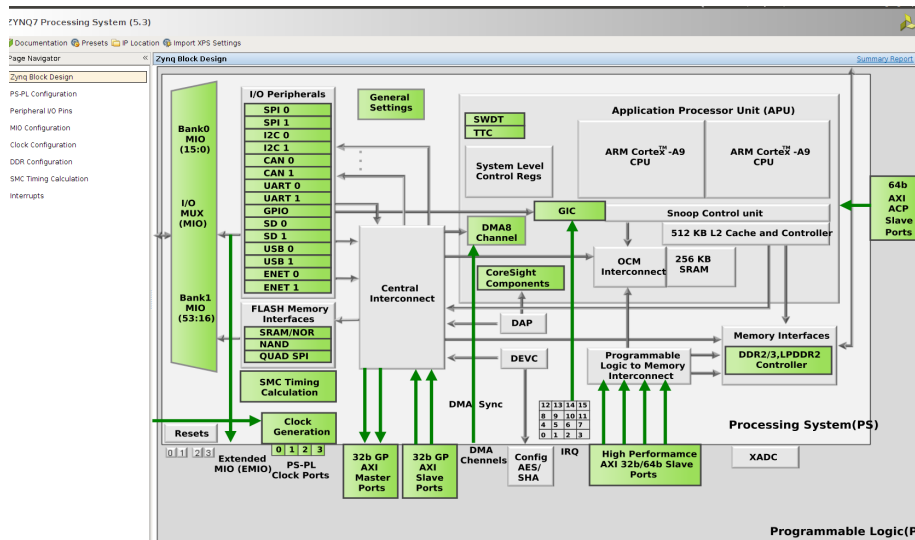 ZYNQ7 Processing System (5.3)
Documentation Presets IP Location Import XPS Settings
Page Navigator «
Zynq Block Design
Summary Report
Zynq Block Design
PS-PL Configuration
Peripheral I/O Pins
MIO Configuration
Clock Configuration
DDR Configuration
SMC Timing Calculation
Interrupts
Bank0
MIO
(15:0)
I/O
MUX
(MIO)
Bank1
MIO
(53:16)
I/O Peripherals
SPI 0
SPI 1
I2C 0
I2C 1
CAN 0
CAN 1
UART 0
UART 1
GPIO
SD 0
SD 1
USB 0
USB 1
ENET 0
ENET 1
FLASH Memory
Interfaces
SRAM/NOR
NAND
QUAD SPI
SMC Timing
Calculation
General
Settings
Application Processor Unit (APU)
SWDT
TTC
System Level
Control Regs
ARM Cortex™ -A9
CPU
ARM Cortex™ -A9
CPU
64b
AXI
ACP
Slave
Ports
GIC
Snoop Control unit
DMA8
Channel
512 KB L2 Cache and Controller
OCM
Interconnect
256 KB
SRAM
CoreSight
Components
Central
Interconnect
DAP
DEVC
Memory Interfaces
DDR2/3,LPDDR2
Controller
Programmable
Logic to Memory
Interconnect
DMA Sync
12 13 14 15
8 9 10 11
4 5 6 7
0 1 2 3
IRQ
Processing System(PS)
Clock
Generation
0 1 2 3
PS-PL
Clock Ports
Resets
0 1 2 3
Extended
MIO (EMIO)
32b GP
AXI
Master
Ports
32b GP
AXI
Slave
Ports
DMA
Channels
Config
AES/
SHA
High Performamce
AXI 32b/64b Slave
Ports
XADC
Programmable Logic(P